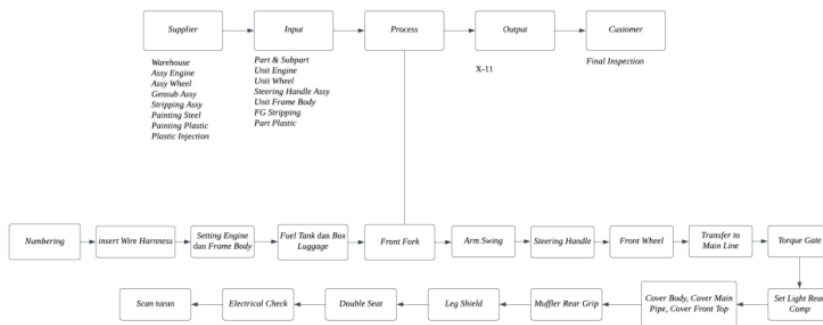 Supplier
Input
Process
Output
Customer
Warehouse
Assy Engine
Assy Wheel
Gensub Assy
Stripping Assy
Painting Steel
Painting Plastic
Plastic Injection
Part & Subpart
Unit Engine
Unit Wheel
Steering Handle Assy
Unit Frame Body
FG Stripping
Part Plastic
X-11
Final Inspection
Numbering
insert Wire Harnness
Setting Engine
dan Frame Body
Fuel Tank dan Box
Luggage
Front Fork
Arm Swing
Steering Handle
Front Wheel
Transfer to
Main Line
Torque Gate
Set Light Rear
Comp
Cover Body, Cover Main
Pipe, Cover Front Top
Muffler Rear Grip
Leg Shield
Double Seat
Electrical Check
Scan turun